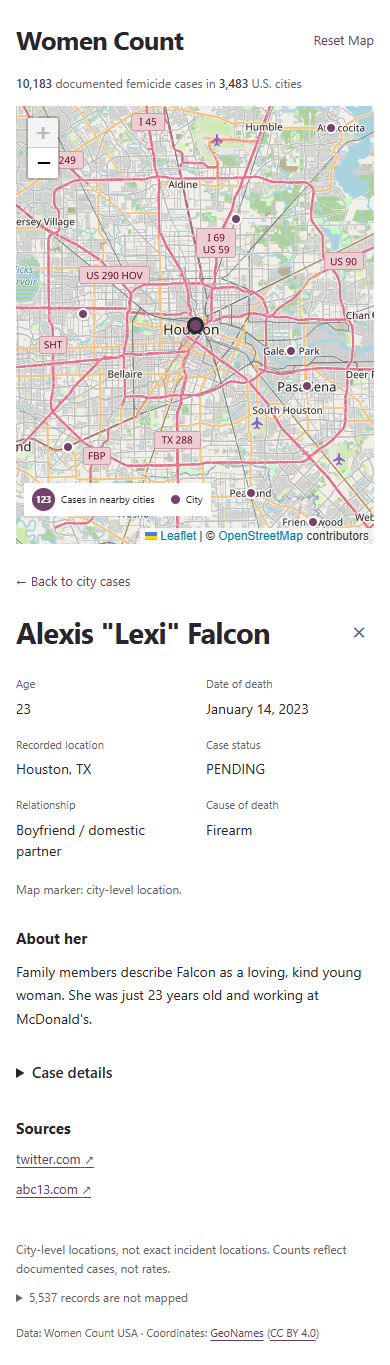 Women Count
Reset Map
10,183 documented femicide cases in 3,483 U.S. cities
+
−
I 45
Humble
249
Aldine
ersey Village
I 69
US 59
US 290 HOV
US 90
SHT
Houston
Bellaire
South Houston
TX 288
FBP
nd
123
Cases in nearby cities
City
Leaflet | © OpenStreetMap contributors
← Back to city cases
Alexis "Lexi" Falcon
×
Age
Date of death
23
January 14, 2023
Recorded location
Case status
Houston, TX
PENDING
Relationship
Cause of death
Boyfriend / domestic
Firearm
partner
Map marker: city-level location.
About her
Family members describe Falcon as a loving, kind young
woman. She was just 23 years old and working at
McDonald's.
▶ Case details
Sources
twitter.com ↗
abc13.com ↗
City-level locations, not exact incident locations. Counts reflect
documented cases, not rates.
▶ 5,537 records are not mapped
Data: Women Count USA · Coordinates: GeoNames (CC BY 4.0)